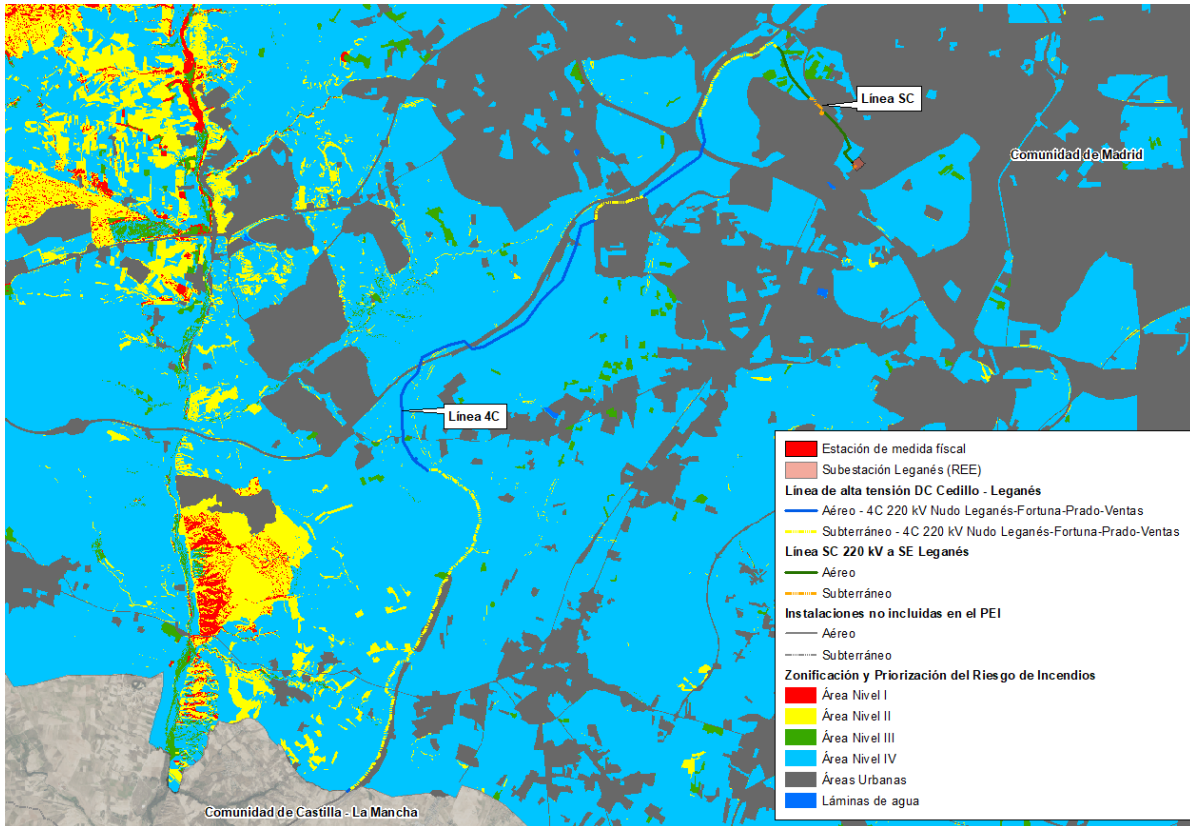 Línea SC
Comunidad de Madrid
Línea 4C
Estación de medida físcal
Subestación Leganés (REE)
Línea de alta tensión DC Cedillo - Leganés
Aéreo - 4C 220 kV Nudo Leganés-Fortuna-Prado-Ventas
Subterráneo - 4C 220 kV Nudo Leganés-Fortuna-Prado-Ventas
Línea SC 220 kV a SE Leganés
Aéreo
Subterráneo
Instalaciones no incluidas en el PEI
Aéreo
Subterráneo
Zonificación y Priorización del Riesgo de Incendios
Área Nivel I
Área Nivel II
Área Nivel III
Área Nivel IV
Áreas Urbanas
Láminas de agua
Comunidad de Castilla - La Mancha